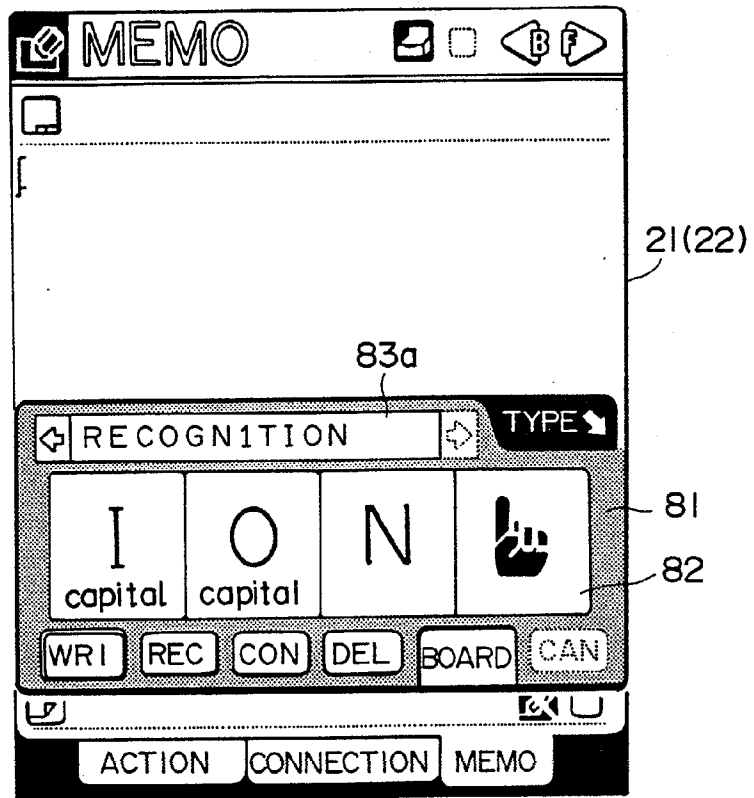 MEMO B F
21(22)
83a
RECOGN1TION TYPE
I O N
capital capital
81
82
WRI REC CON DEL BOARD CAN
ACTION CONNECTION MEMO